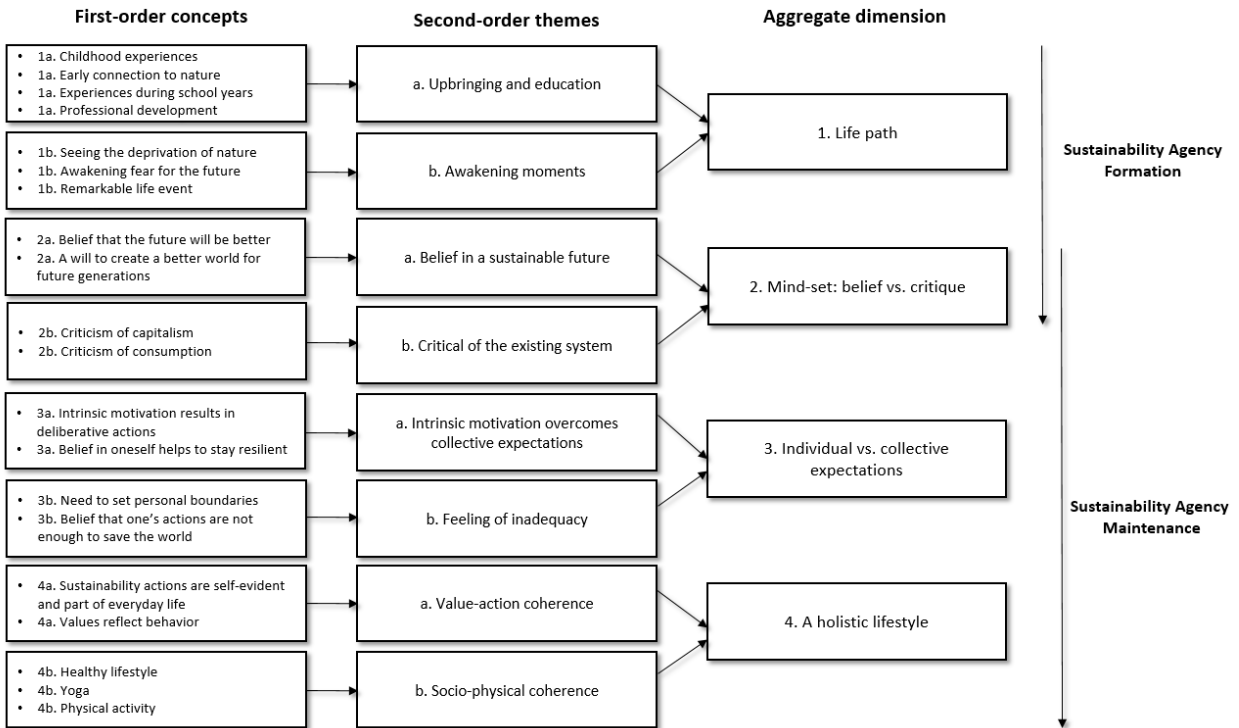 First-order concepts
Second-order themes
Aggregate dimension
• 1a. Childhood experiences
• 1a. Early connection to nature
• 1a. Experiences during school years
• 1a. Professional development
a. Upbringing and education
1. Life path
• 1b. Seeing the deprivation of nature
• 1b. Awakening fear for the future
• 1b. Remarkable life event
b. Awakening moments
Sustainability Agency
Formation
• 2a. Belief that the future will be better
• 2a. A will to create a better world for
future generations
a. Belief in a sustainable future
2. Mind-set: belief vs. critique
• 2b. Criticism of capitalism
• 2b. Criticism of consumption
b. Critical of the existing system
• 3a. Intrinsic motivation results in
deliberative actions
• 3a. Belief in oneself helps to stay resilient
a. Intrinsic motivation overcomes
collective expectations
3. Individual vs. collective
expectations
• 3b. Need to set personal boundaries
• 3b. Belief that one's actions are not
enough to save the world
b. Feeling of inadequacy
Sustainability Agency
Maintenance
• 4a. Sustainability actions are self-evident
and part of everyday life
• 4a. Values reflect behavior
a. Value-action coherence
4. A holistic lifestyle
• 4b. Healthy lifestyle
• 4b. Yoga
• 4b. Physical activity
b. Socio-physical coherence